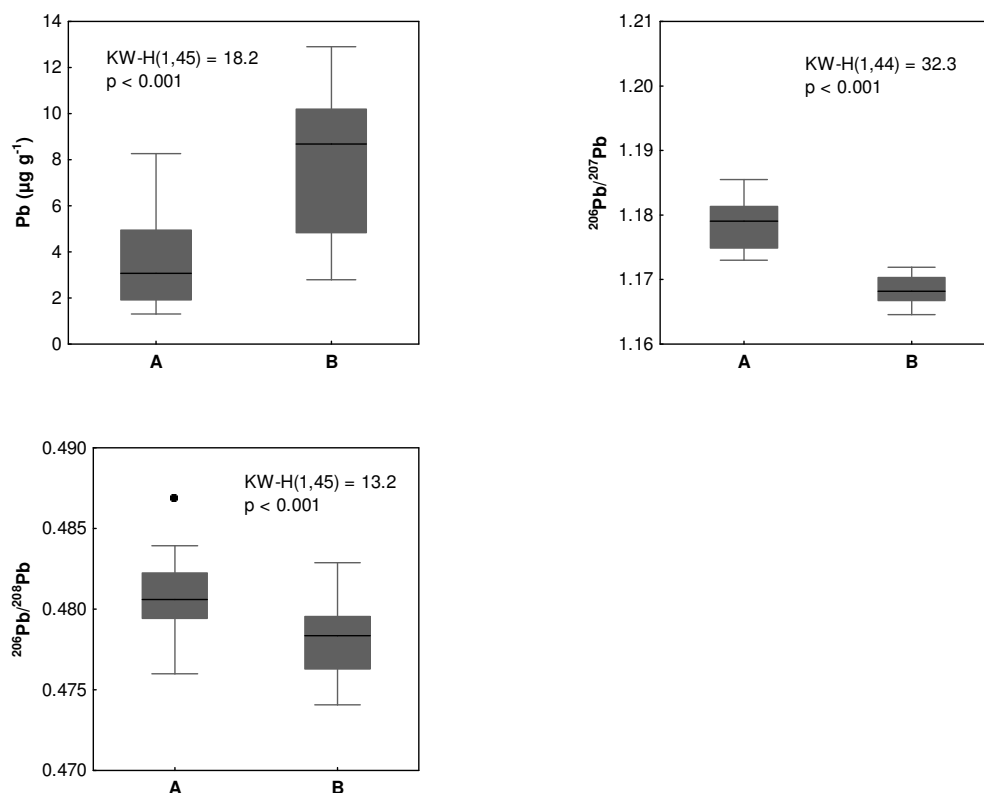 14
12
10
8
6
4
2
0
Pb (µg g⁻¹)
KW-H(1,45) = 18.2
p < 0.001
A B
1.21
1.20
1.19
1.18
1.17
1.16
²⁰⁶Pb/²⁰⁷Pb
KW-H(1,44) = 32.3
p < 0.001
A B
0.490
0.485
0.480
0.475
0.470
²⁰⁶Pb/²⁰⁸Pb
KW-H(1,45) = 13.2
p < 0.001
A B